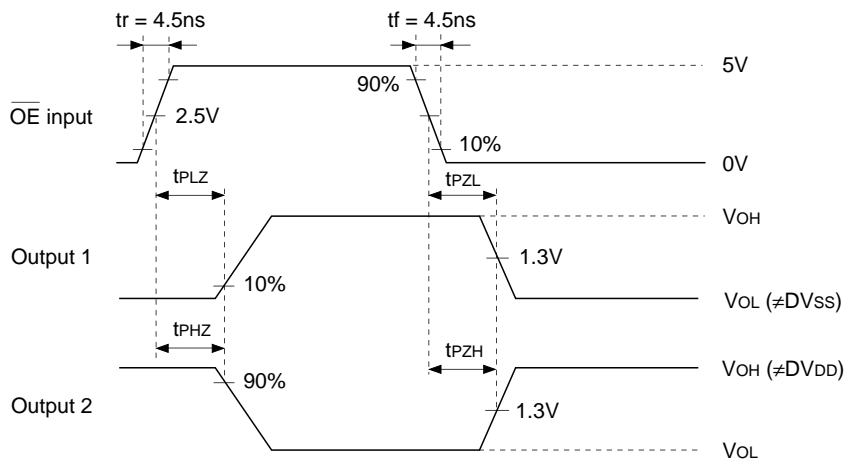 tr = 4.5ns
tf = 4.5ns
5V
90%
OE input
2.5V
10%
0V
tPLZ
tPZL
VOH
Output 1
1.3V
10%
VOL (≠DVSS)
tPHZ
tPZH
VOH (≠DVDD)
90%
Output 2
1.3V
VOL